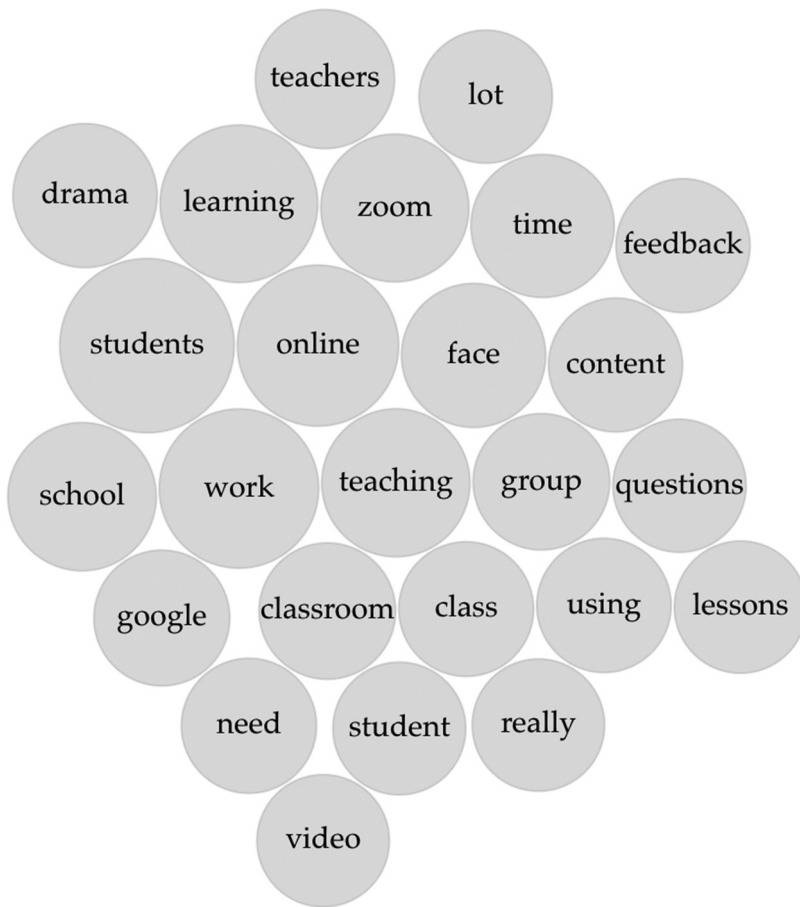 teachers
lot
drama
learning
zoom
time
feedback
students
online
face
content
school
work
teaching
group
questions
google
classroom
class
using
lessons
need
student
really
video